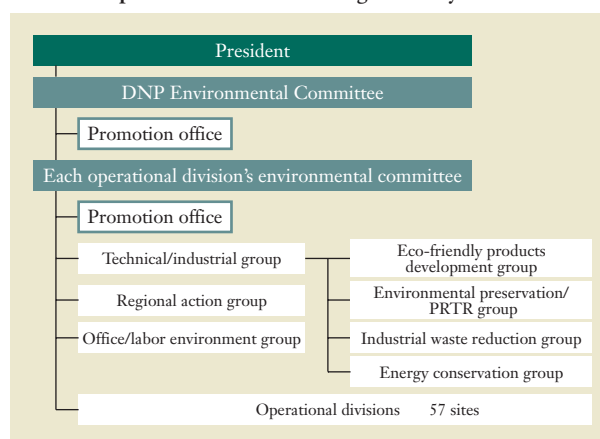 President
DNP Environmental Committee
Promotion office
Each operational division's environmental committee
Promotion office
Technical/industrial group
Eco-friendly products
development group
Regional action group
Environmental preservation/
PRTR group
Office/labor environment group
Industrial waste reduction group
Energy conservation group
Operational divisions 57 sites